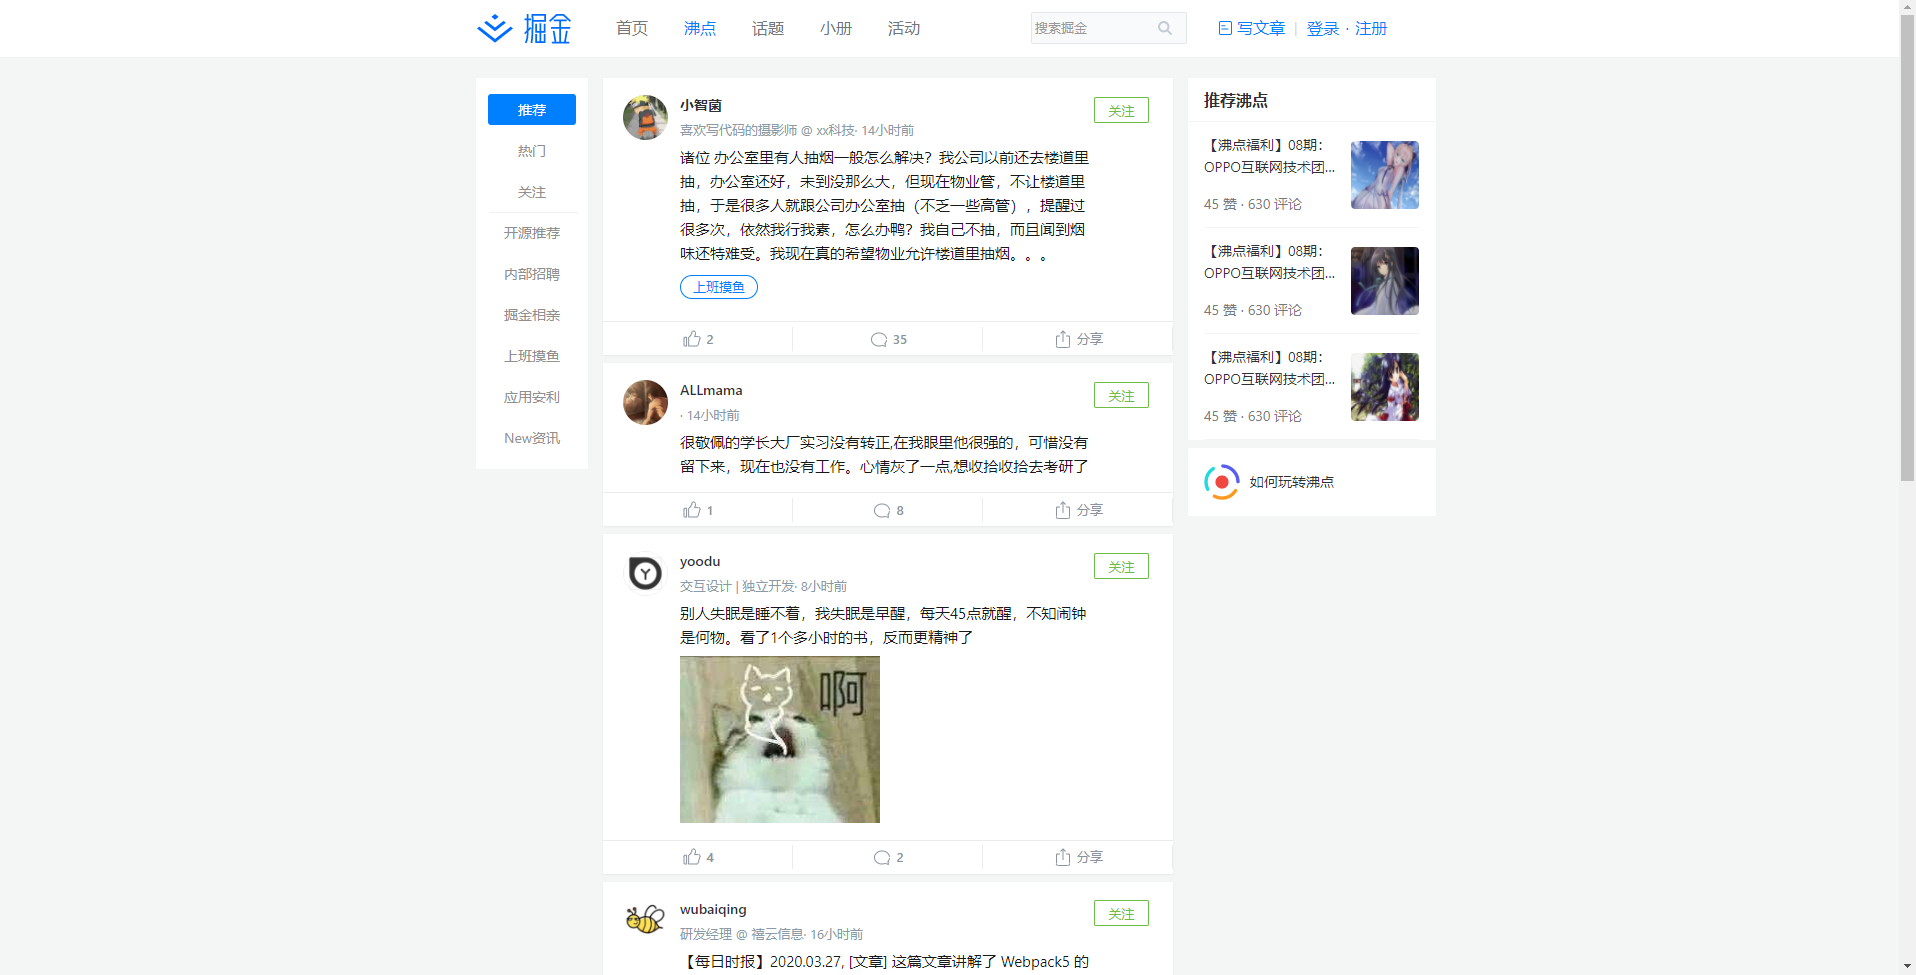 掘金
首页
沸点
话题
小册
活动
搜索掘金
写文章 | 登录 · 注册
推荐
热门
关注
开源推荐
内部招聘
掘金相亲
上班摸鱼
应用安利
New资讯
小智菌
关注
喜欢写代码的摄影师 @ xx科技· 14小时前
诸位 办公室里有人抽烟一般怎么解决？我公司以前还去楼道里
抽，办公室还好，未到没那么大，但现在物业管，不让楼道里
抽，于是很多人就跟公司办公室抽（不乏一些高管），提醒过
很多次，依然我行我素，怎么办鸭？我自己不抽，而且闻到烟
味还特难受。我现在真的希望物业允许楼道里抽烟。。。
上班摸鱼
2
35
分享
ALLmama
关注
· 14小时前
很敬佩的学长大厂实习没有转正,在我眼里他很强的，可惜没有
留下来，现在也没有工作。心情灰了一点,想收拾收拾去考研了
1
8
分享
yoodu
关注
交互设计 | 独立开发· 8小时前
别人失眠是睡不着，我失眠是早醒，每天45点就醒，不知闹钟
是何物。看了1个多小时的书，反而更精神了
啊
4
2
分享
wubaiqing
关注
研发经理 @ 禧云信息· 16小时前
【每日时报】2020.03.27, [文章] 这篇文章讲解了 Webpack5 的
推荐沸点
【沸点福利】08期：
OPPO互联网技术团...
45 赞 · 630 评论
【沸点福利】08期：
OPPO互联网技术团...
45 赞 · 630 评论
【沸点福利】08期：
OPPO互联网技术团...
45 赞 · 630 评论
如何玩转沸点